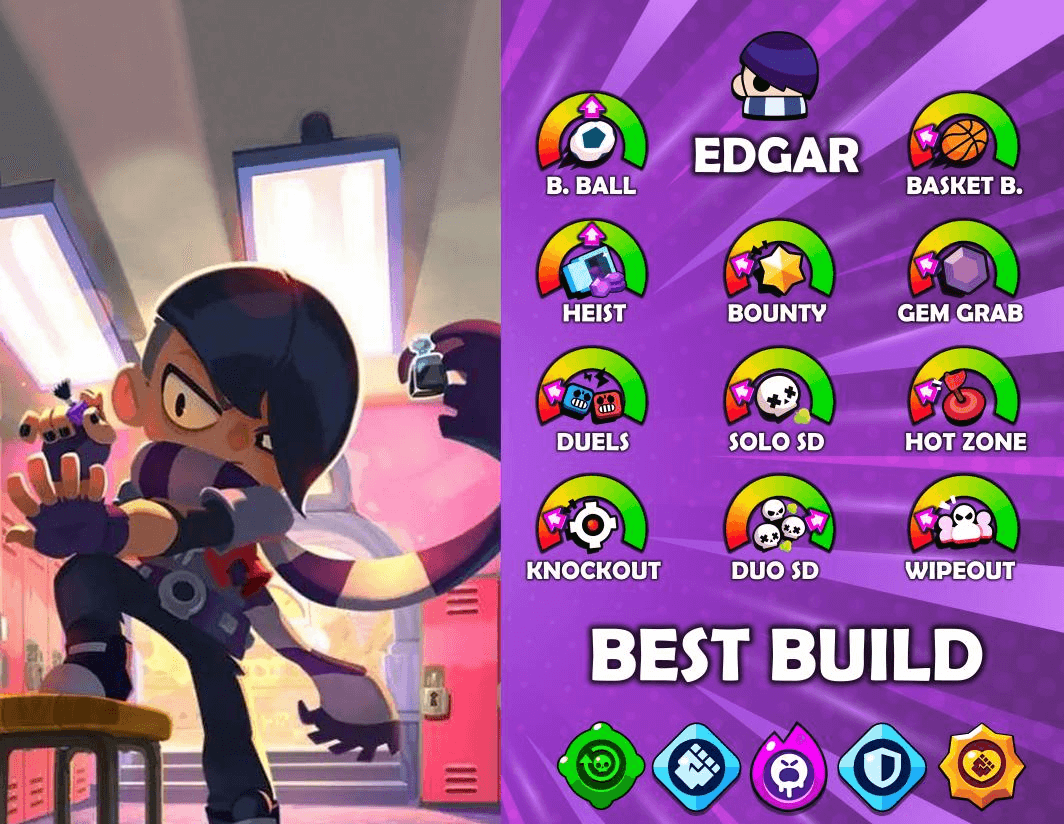 EDGAR
B. BALL
BASKET B.
HEIST
BOUNTY
GEM GRAB
DUELS
SOLO SD
HOT ZONE
KNOCKOUT
DUO SD
WIPEOUT
BEST BUILD